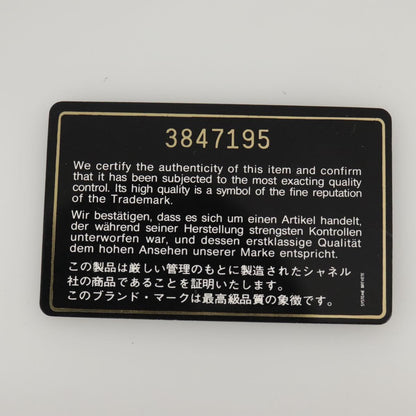 3847195
We certify the authenticity of this item and confirm
that it has been subjected to the most exacting quality
control. Its high quality is a symbol of the fine reputation
of the Trademark.
Wir bestätigen, dass es sich um einen Artikel handelt,
der während seiner Herstellung strengsten Kontrollen
unterworfen war, und dessen erstklassige Qualität
dem hohen Ansehen unserer Marke entspricht.
この製品は厳しい管理のもとに製造されたシャネル
社の商品であることを証明いたします。
このブランド・マークは最高級品質の象徴です。